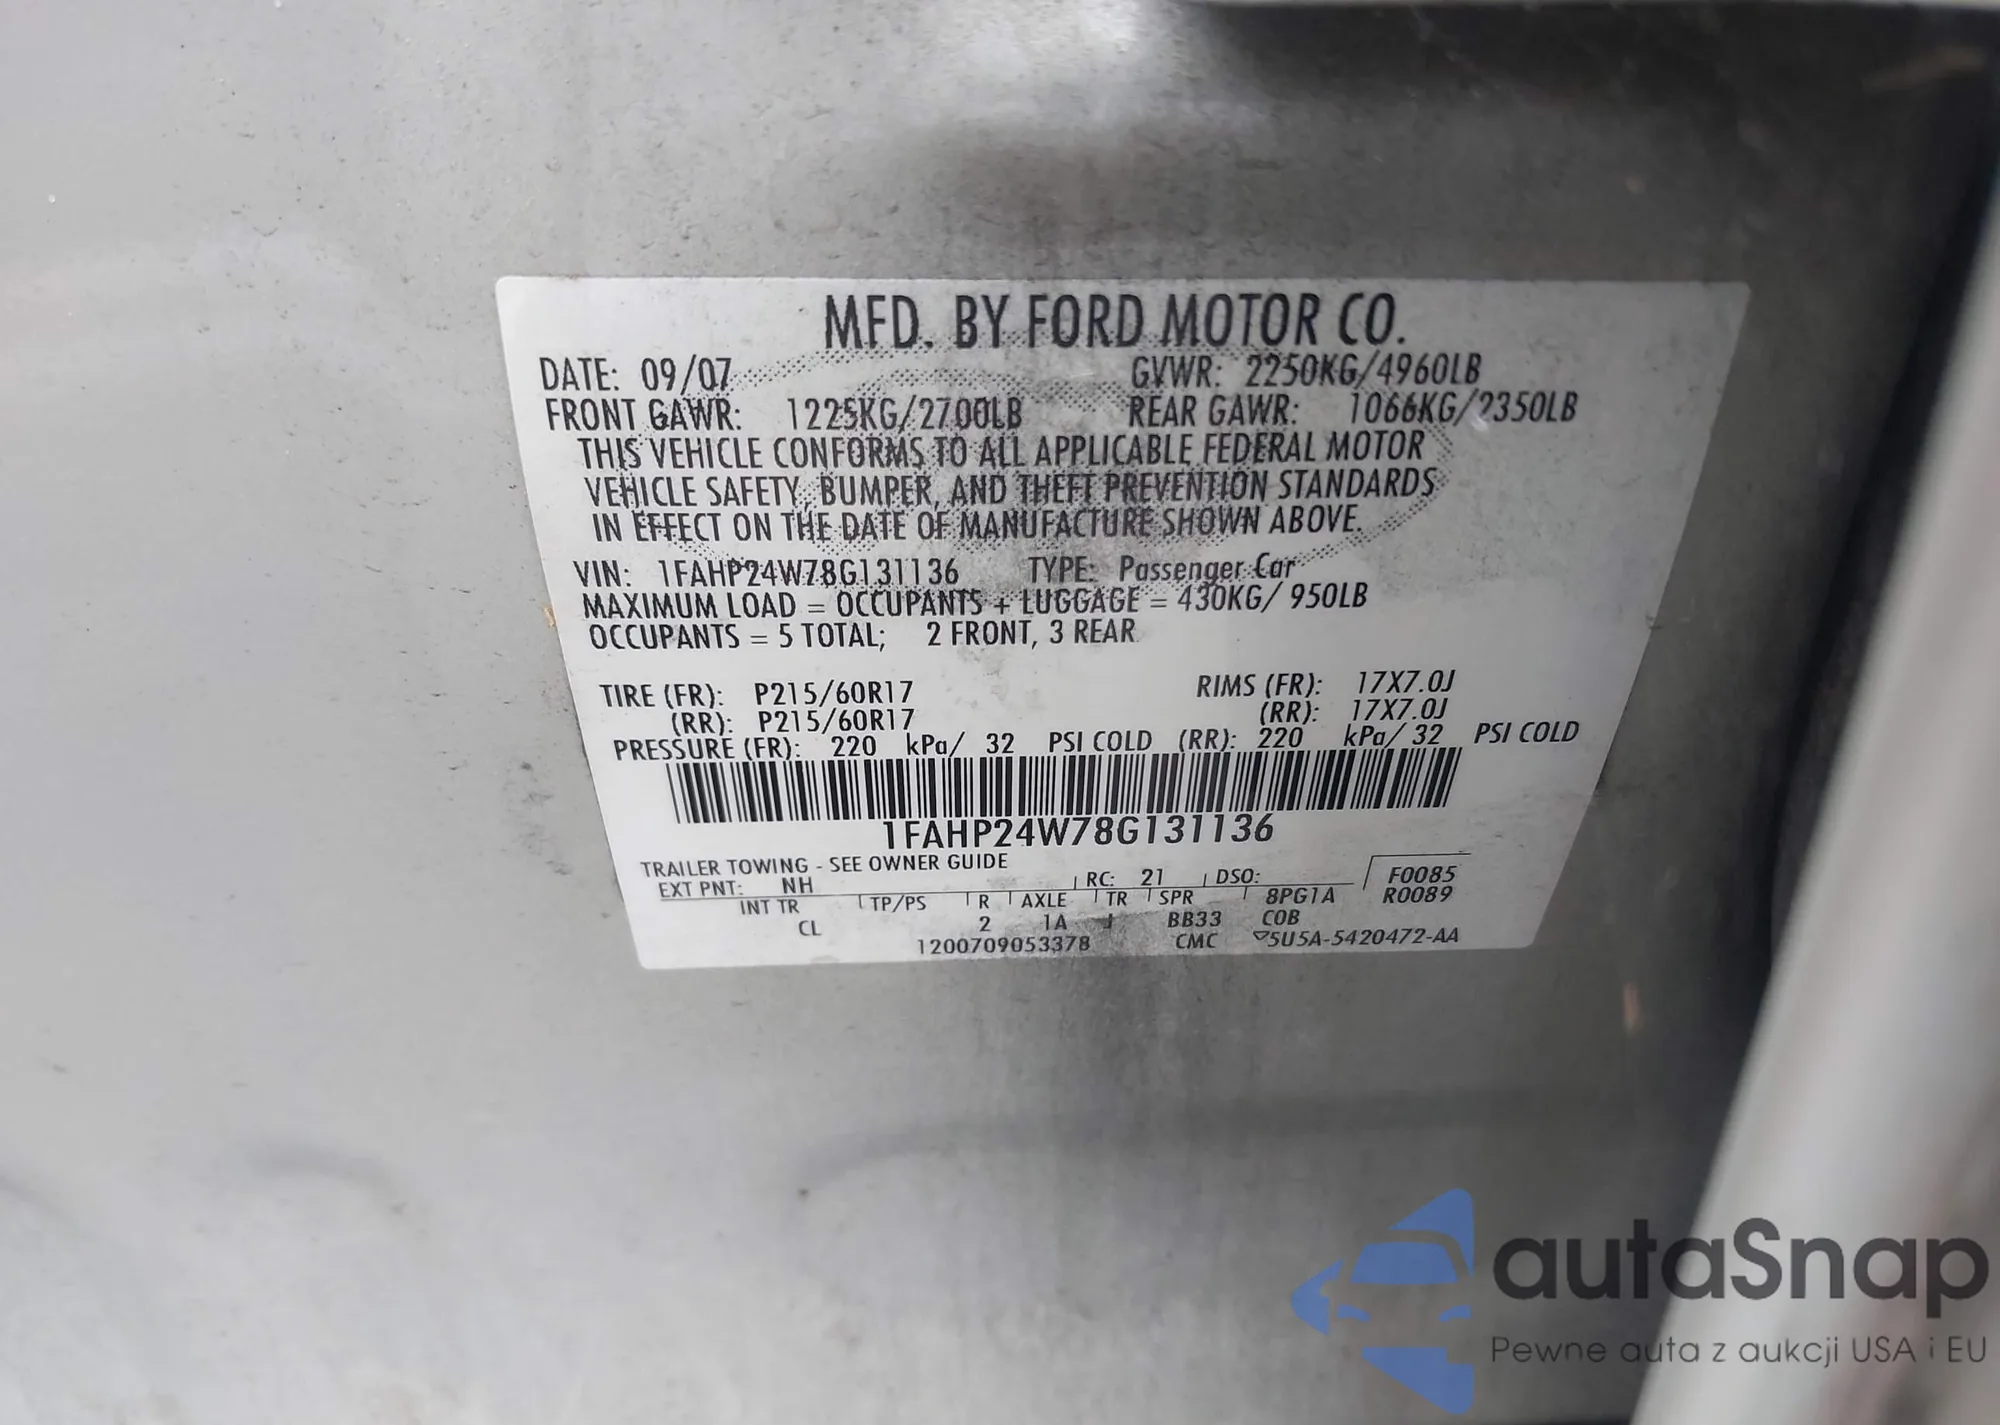 MFD. BY FORD MOTOR CO.
DATE: 09/07 GVWR: 2250KG/4960LB
FRONT GAWR: 1225KG/2700LB REAR GAWR: 1066KG/2350LB
THIS VEHICLE CONFORMS TO ALL APPLICABLE FEDERAL MOTOR
VEHICLE SAFETY, BUMPER, AND THEFT PREVENTION STANDARDS
IN EFFECT ON THE DATE OF MANUFACTURE SHOWN ABOVE.
VIN: 1FAHP24W78G131136 TYPE: Passenger Car
MAXIMUM LOAD = OCCUPANTS + LUGGAGE = 430KG/ 950LB
OCCUPANTS = 5 TOTAL; 2 FRONT, 3 REAR
TIRE (FR): P215/60R17 RIMS (FR): 17X7.0J
(RR): P215/60R17 (RR): 17X7.0J
PRESSURE (FR): 220 kPa/ 32 PSI COLD (RR): 220 kPa/ 32 PSI COLD
1FAHP24W78G131136
TRAILER TOWING - SEE OWNER GUIDE
EXT PNT: NH RC: 21 DSO: F0085
INT TR TP/PS R AXLE TR SPR 8PG1A R0089
CL 2 1A J BB33 COB
1200709053378 CMC ▽5U5A-5420472-AA
autaSnap
Pewne auta z aukcji USA i EU